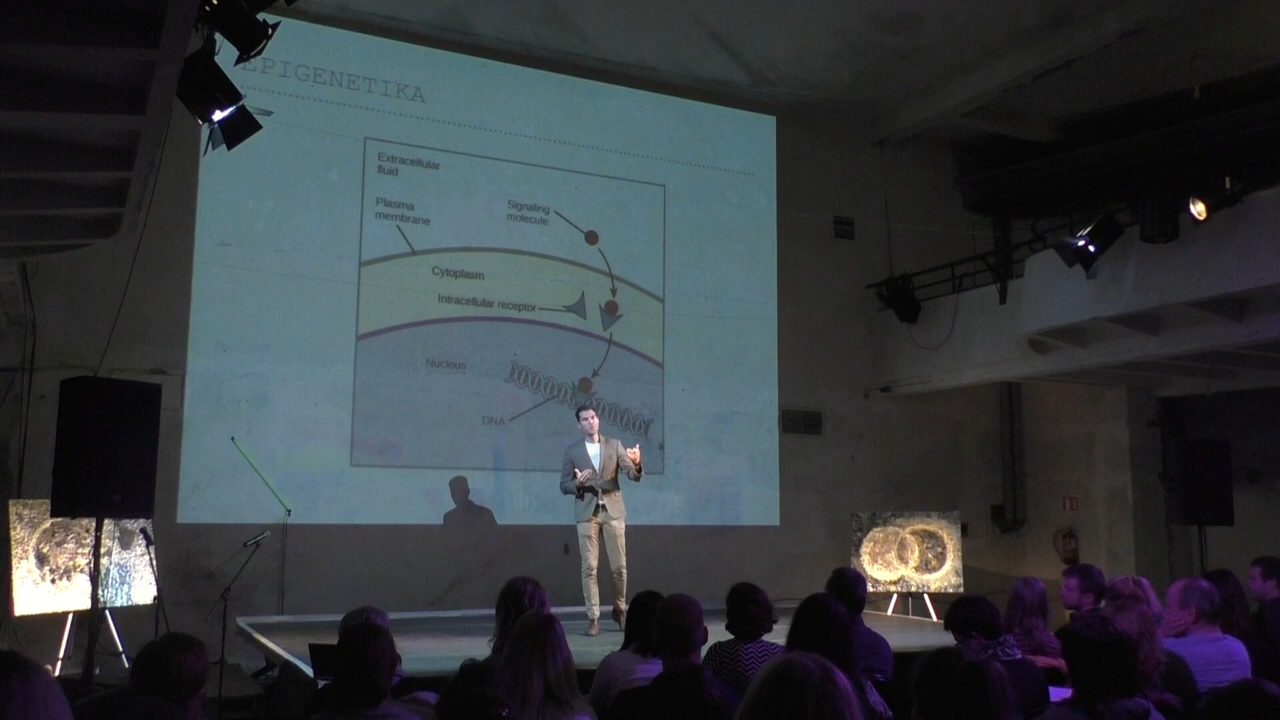 EPIGENETIKA
Extracellular
fluid
Plasma
membrane
Signaling
molecule
Cytoplasm
Intracellular receptor
Nucleus
DNA